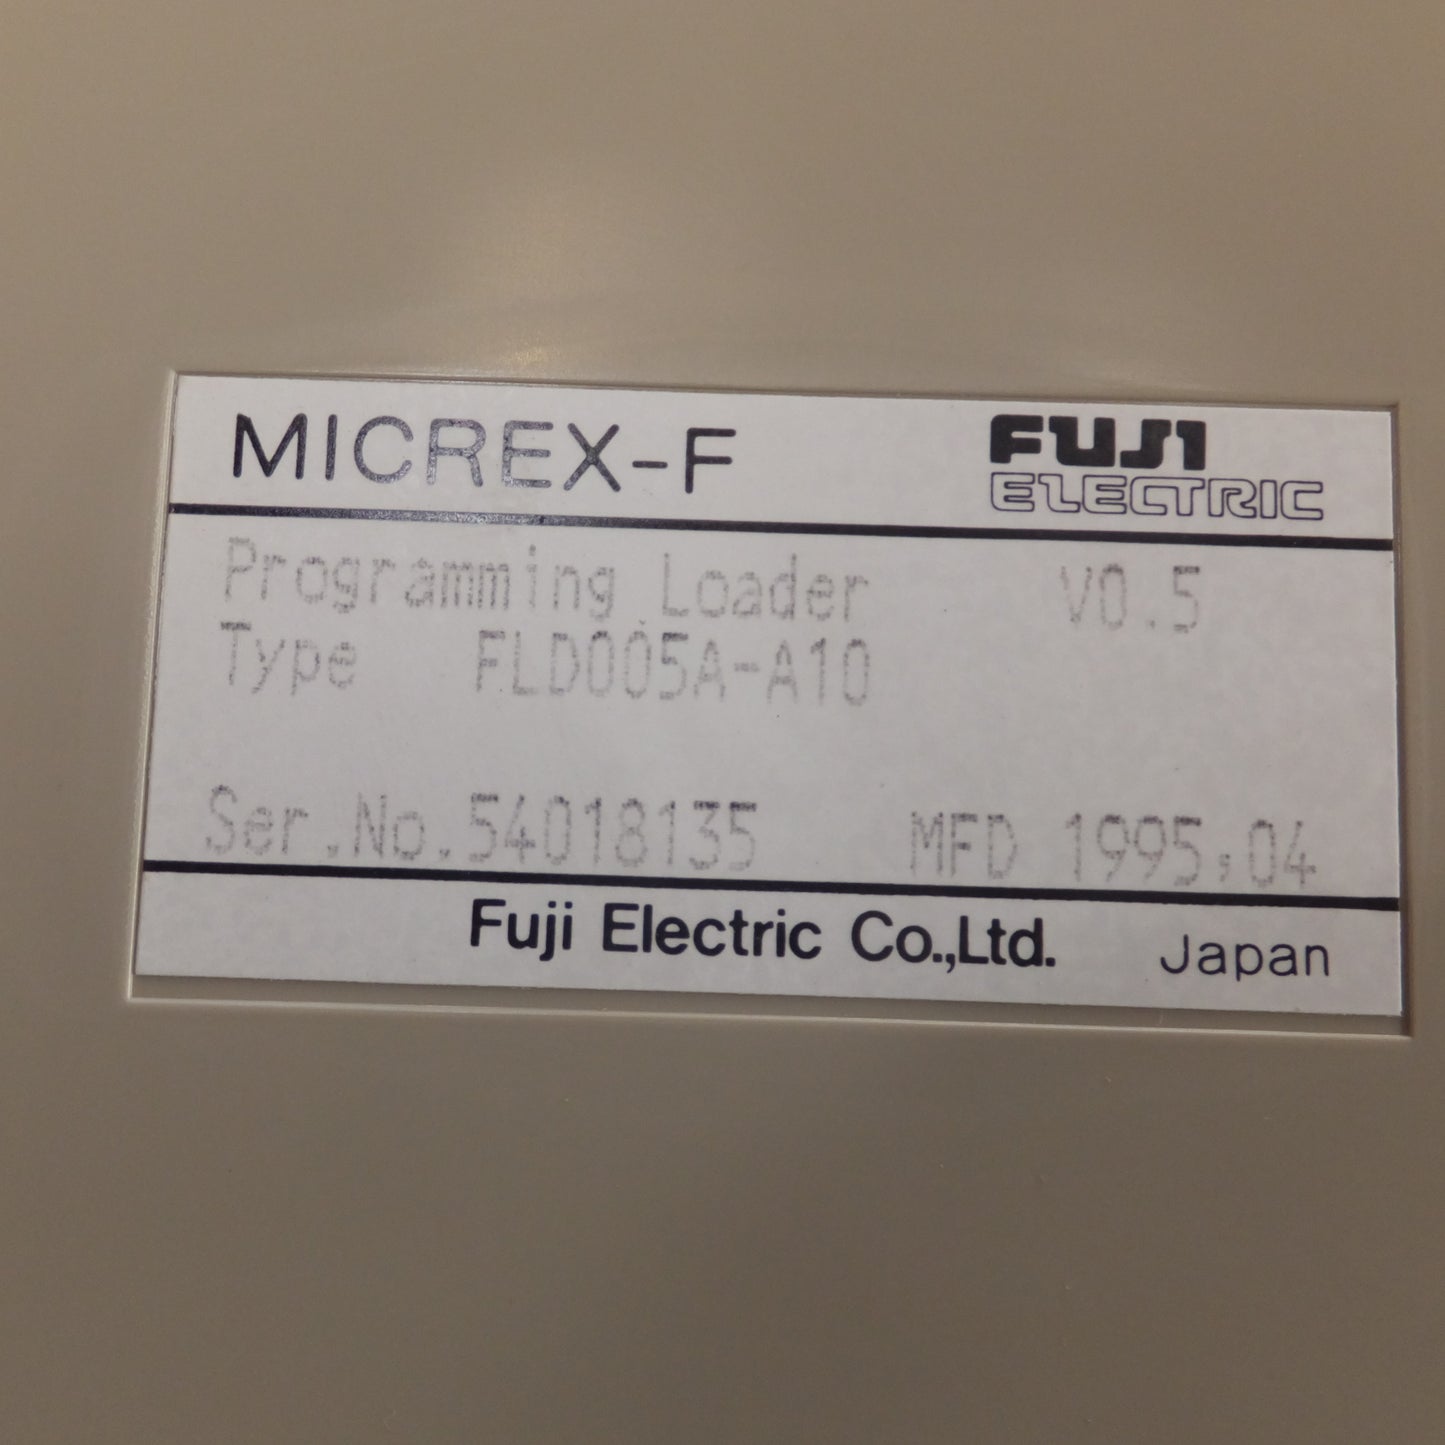 MICREX-F FUJI
ELECTRIC
Programming Loader V0.5
Type FLD005A-A10
Ser.No.54018135 MFD 1995,04
Fuji Electric Co.,Ltd. Japan